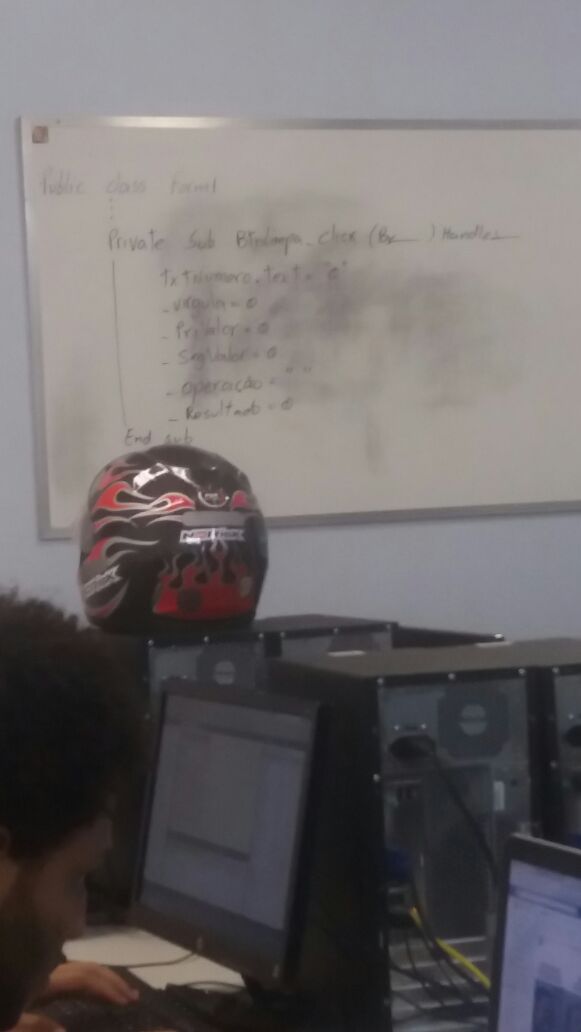 Public class Form1
Private Sub Btnlimpa_click (By___) Handles___
txtNumero.text = "0"
_virgula = 0
_PriValor = 0
_SegValor = 0
_operação = " "
_Resultado = 0
End sub